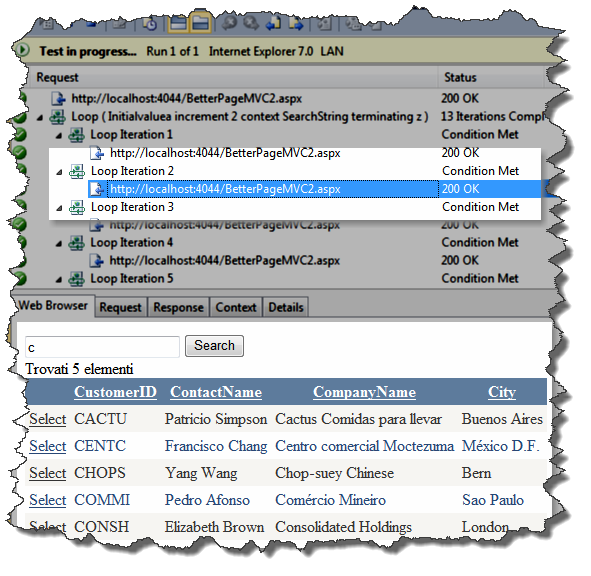 Test in progress... Run 1 of 1 Internet Explorer 7.0 LAN
Request Status
http://localhost:4044/BetterPageMVC2.aspx 200 OK
Loop ( Initialvaluea increment 2 context SearchString terminating z ) 13 Iterations Compl
Loop Iteration 1 Condition Met
http://localhost:4044/BetterPageMVC2.aspx 200 OK
Loop Iteration 2 Condition Met
http://localhost:4044/BetterPageMVC2.aspx 200 OK
Loop Iteration 3 Condition Met
http://localhost:4044/BetterPageMVC2.aspx 200 OK
Loop Iteration 4 Condition Met
http://localhost:4044/BetterPageMVC2.aspx 200 OK
Loop Iteration 5 Condition Met
Web Browser Request Response Context Details
c Search
Trovati 5 elementi
CustomerID ContactName CompanyName City
Select CACTU Patricio Simpson Cactus Comidas para llevar Buenos Aires
Select CENTC Francisco Chang Centro comercial Moctezuma México D.F.
Select CHOPS Yang Wang Chop-suey Chinese Bern
Select COMMI Pedro Afonso Comércio Mineiro Sao Paulo
Select CONSH Elizabeth Brown Consolidated Holdings London